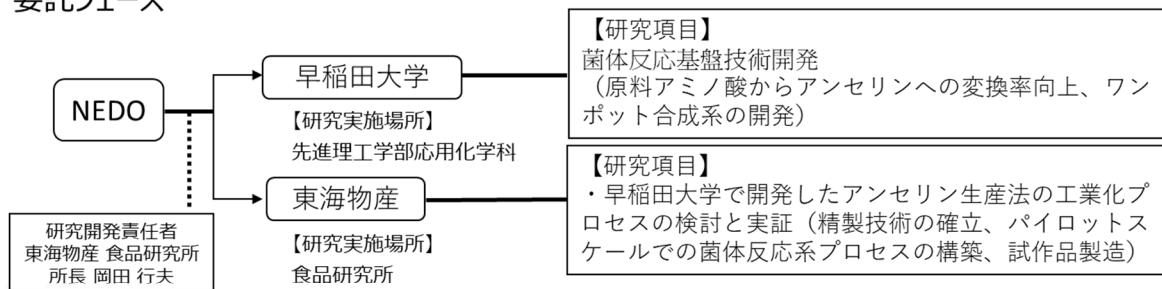 委託フェーズ
NEDO
早稲田大学
【研究実施場所】
先進理工学部応用化学科
【研究項目】
菌体反応基盤技術開発
（原料アミノ酸からアンセリンへの変換率向上、ワン
ポット合成系の開発）
東海物産
【研究実施場所】
食品研究所
【研究項目】
・早稲田大学で開発したアンセリン生産法の工業化プ
ロセスの検討と実証（精製技術の確立、パイロットス
ケールでの菌体反応系プロセスの構築、試作品製造）
研究開発責任者
東海物産 食品研究所
所長 岡田 行夫